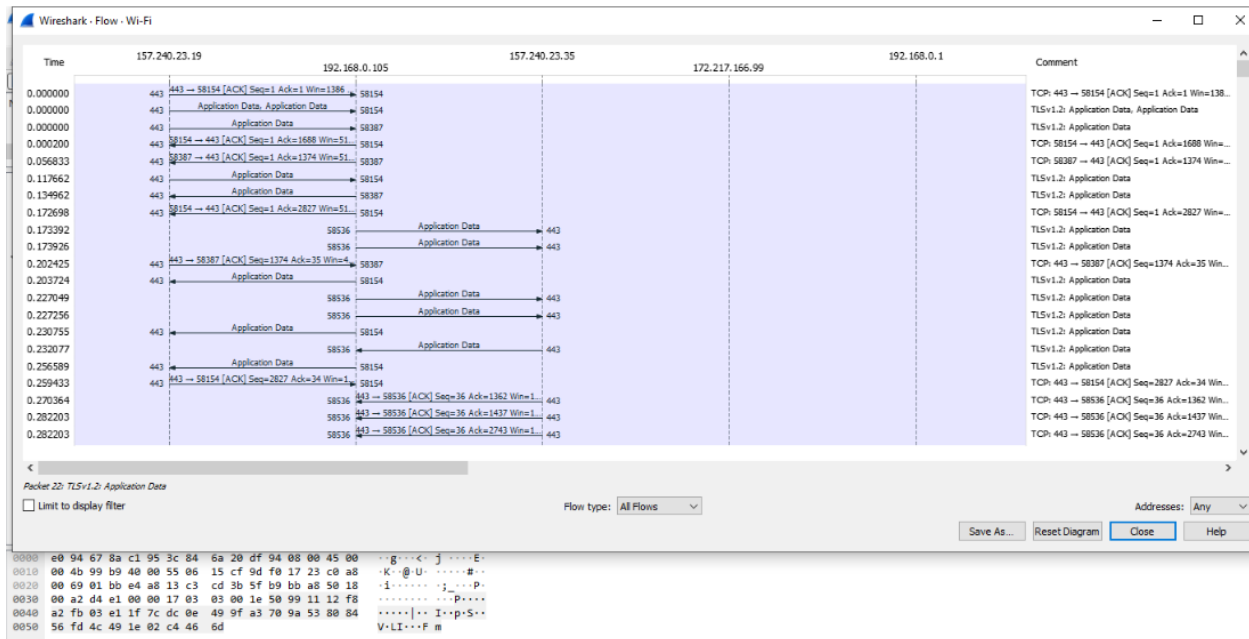 Wireshark · Flow · Wi-Fi
Time 157.240.23.19 192.168.0.105 157.240.23.35 172.217.166.99 192.168.0.1 Comment
0.000000 443 443 → 58154 [ACK] Seq=1 Ack=1 Win=1386... 58154 TCP: 443 → 58154 [ACK] Seq=1 Ack=1 Win=138...
0.000000 443 Application Data, Application Data 58154 TLSv1.2: Application Data, Application Data
0.000000 443 Application Data 58387 TLSv1.2: Application Data
0.000200 443 58154 → 443 [ACK] Seq=1 Ack=1688 Win=51... 58154 TCP: 58154 → 443 [ACK] Seq=1 Ack=1688 Win=...
0.056833 443 58387 → 443 [ACK] Seq=1 Ack=1374 Win=51... 58387 TCP: 58387 → 443 [ACK] Seq=1 Ack=1374 Win=...
0.117662 443 Application Data 58154 TLSv1.2: Application Data
0.134962 443 Application Data 58387 TLSv1.2: Application Data
0.172698 443 58154 → 443 [ACK] Seq=1 Ack=2827 Win=51... 58154 TCP: 58154 → 443 [ACK] Seq=1 Ack=2827 Win=...
0.173392 58536 Application Data 443 TLSv1.2: Application Data
0.173926 58536 Application Data 443 TLSv1.2: Application Data
0.202425 443 443 → 58387 [ACK] Seq=1374 Ack=35 Win=4... 58387 TCP: 443 → 58387 [ACK] Seq=1374 Ack=35 Win...
0.203724 443 Application Data 58154 TLSv1.2: Application Data
0.227049 58536 Application Data 443 TLSv1.2: Application Data
0.227256 58536 Application Data 443 TLSv1.2: Application Data
0.230755 443 Application Data 58154 TLSv1.2: Application Data
0.232077 58536 Application Data 443 TLSv1.2: Application Data
0.256589 443 Application Data 58154 TLSv1.2: Application Data
0.259433 443 443 → 58154 [ACK] Seq=2827 Ack=34 Win=1... 58154 TCP: 443 → 58154 [ACK] Seq=2827 Ack=34 Win...
0.270364 58536 443 → 58536 [ACK] Seq=36 Ack=1362 Win=1... 443 TCP: 443 → 58536 [ACK] Seq=36 Ack=1362 Win...
0.282203 58536 443 → 58536 [ACK] Seq=36 Ack=1437 Win=1... 443 TCP: 443 → 58536 [ACK] Seq=36 Ack=1437 Win...
0.282203 58536 443 → 58536 [ACK] Seq=36 Ack=2743 Win=1... 443 TCP: 443 → 58536 [ACK] Seq=36 Ack=2743 Win...
Packet 22: TLSv1.2: Application Data
Limit to display filter Flow type: All Flows Addresses: Any
Save As... Reset Diagram Close Help
0000 e0 94 67 8a c1 95 3c 84 6a 20 df 94 08 00 45 00 ··g···<· j ····E·
0010 00 4b 99 b9 40 00 55 06 15 cf 9d f0 17 23 c0 a8 ·K··@·U· ·····#··
0020 00 69 01 bb e4 a8 13 c3 cd 3b 5f b9 bb a8 50 18 ·i······ ·;_···P·
0030 00 a2 d4 e1 00 00 17 03 03 00 1e 50 99 11 12 f8 ········ ···P····
0040 a2 fb 03 e1 1f 7c dc 0e 49 9f a3 70 9a 53 80 84 ·····|·· I··p·S··
0050 56 fd 4c 49 1e 02 c4 46 6d V·LI···F m